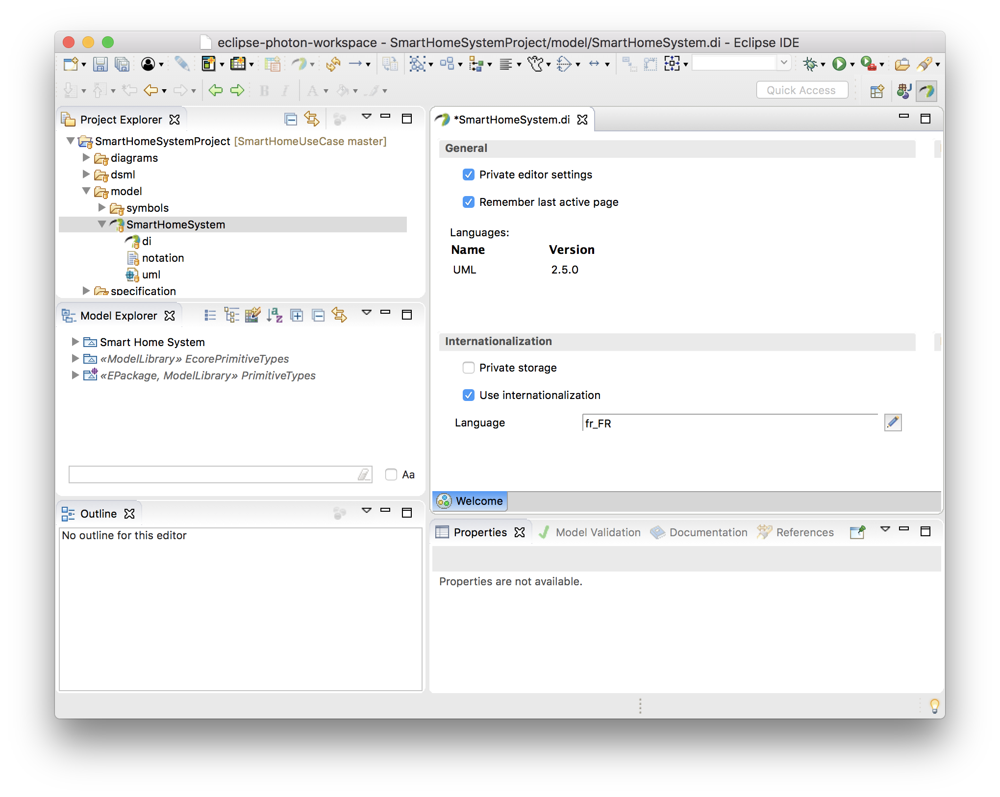 eclipse-photon-workspace - SmartHomeSystemProject/model/SmartHomeSystem.di - Eclipse IDE
Quick Access
Project Explorer
SmartHomeSystemProject [SmartHomeUseCase master]
diagrams
dsml
model
symbols
SmartHomeSystem
di
notation
uml
specification
Model Explorer
Smart Home System
«ModelLibrary» EcorePrimitiveTypes
«EPackage, ModelLibrary» PrimitiveTypes
Aa
Outline
No outline for this editor
*SmartHomeSystem.di
General
Private editor settings
Remember last active page
Languages:
Name Version
UML 2.5.0
Internationalization
Private storage
Use internationalization
Language fr_FR
Welcome
Properties Model Validation Documentation References
Properties are not available.